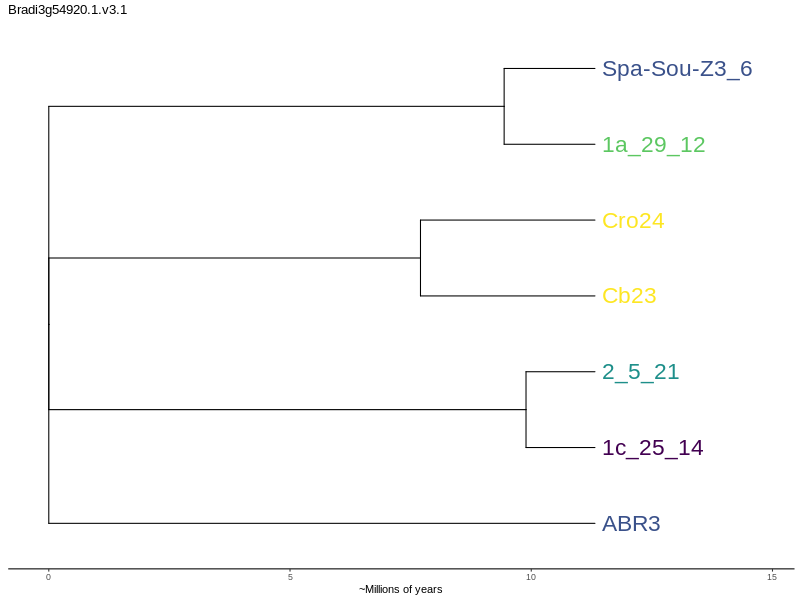 Bradi3g54920.1.v3.1
Spa-Sou-Z3_6
1a_29_12
Cro24
Cb23
2_5_21
1c_25_14
ABR3
0 5 10 15
~Millions of years